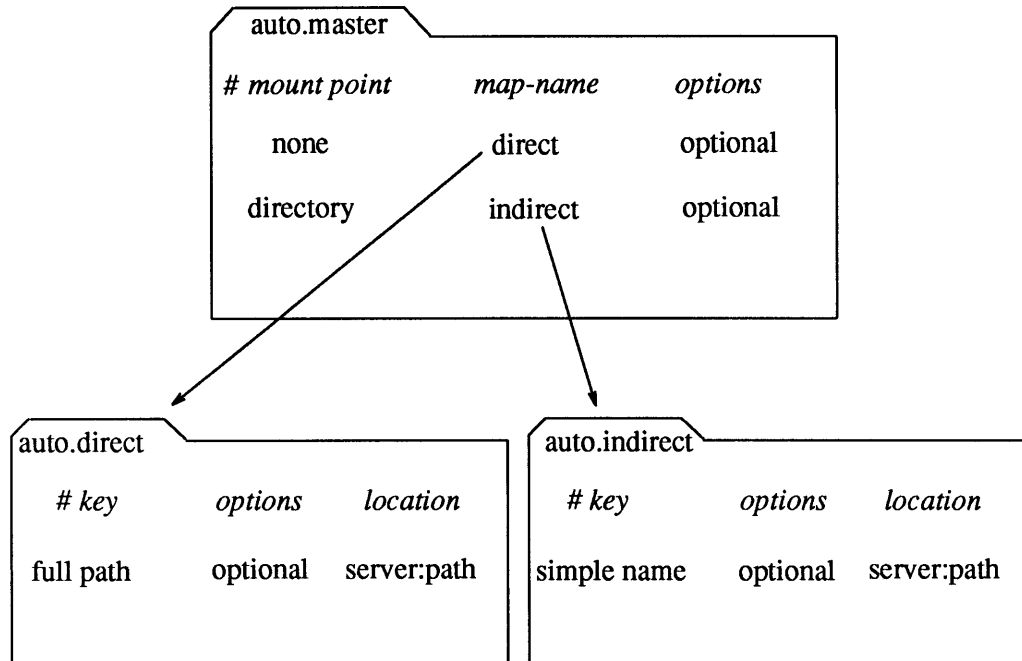 auto.master
# mount point map-name options
none direct optional
directory indirect optional
auto.direct
# key options location
full path optional server:path
auto.indirect
# key options location
simple name optional server:path